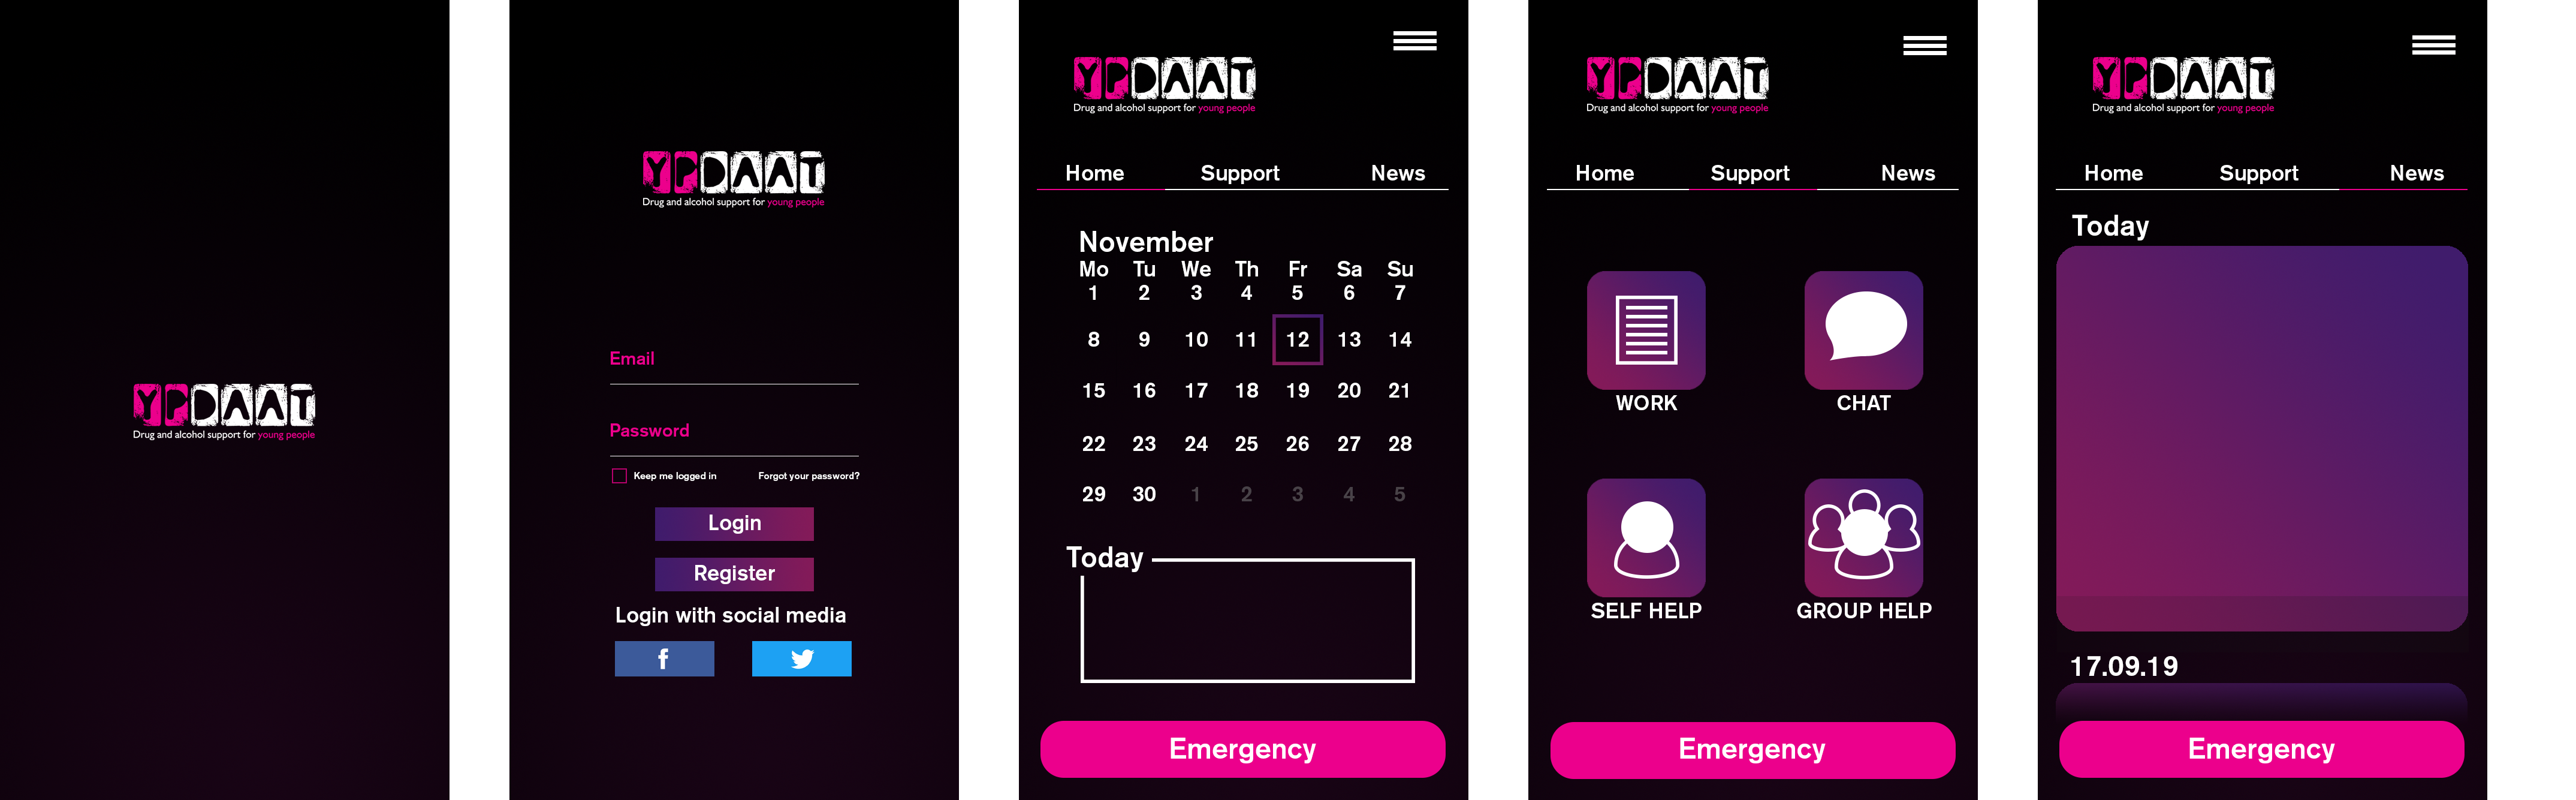 YPDAAT
Drug and alcohol support for young people
YPDAAT
Drug and alcohol support for young people
Email
Password
Keep me logged in
Forgot your password?
Login
Register
Login with social media
f
YPDAAT
Drug and alcohol support for young people
Home Support News
November
Mo Tu We Th Fr Sa Su
1 2 3 4 5 6 7
8 9 10 11 12 13 14
15 16 17 18 19 20 21
22 23 24 25 26 27 28
29 30 1 2 3 4 5
Today
Emergency
YPDAAT
Drug and alcohol support for young people
Home Support News
WORK
CHAT
SELF HELP
GROUP HELP
Emergency
YPDAAT
Drug and alcohol support for young people
Home Support News
Today
17.09.19
Emergency